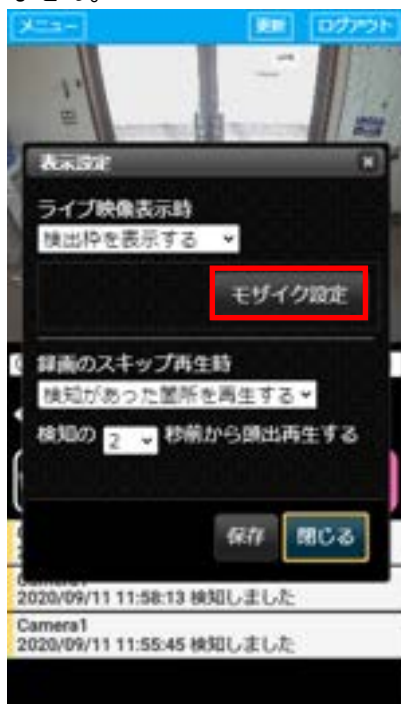 メニュー 更新 ログアウト
表示設定
ライブ映像表示時
検出枠を表示する
モザイク設定
録画のスキップ再生時
検知があった箇所を再生する
検知の 2 秒前から頭出再生する
保存 閉じる
2020/09/11 11:58:13 検知しました
Camera1
2020/09/11 11:55:45 検知しました